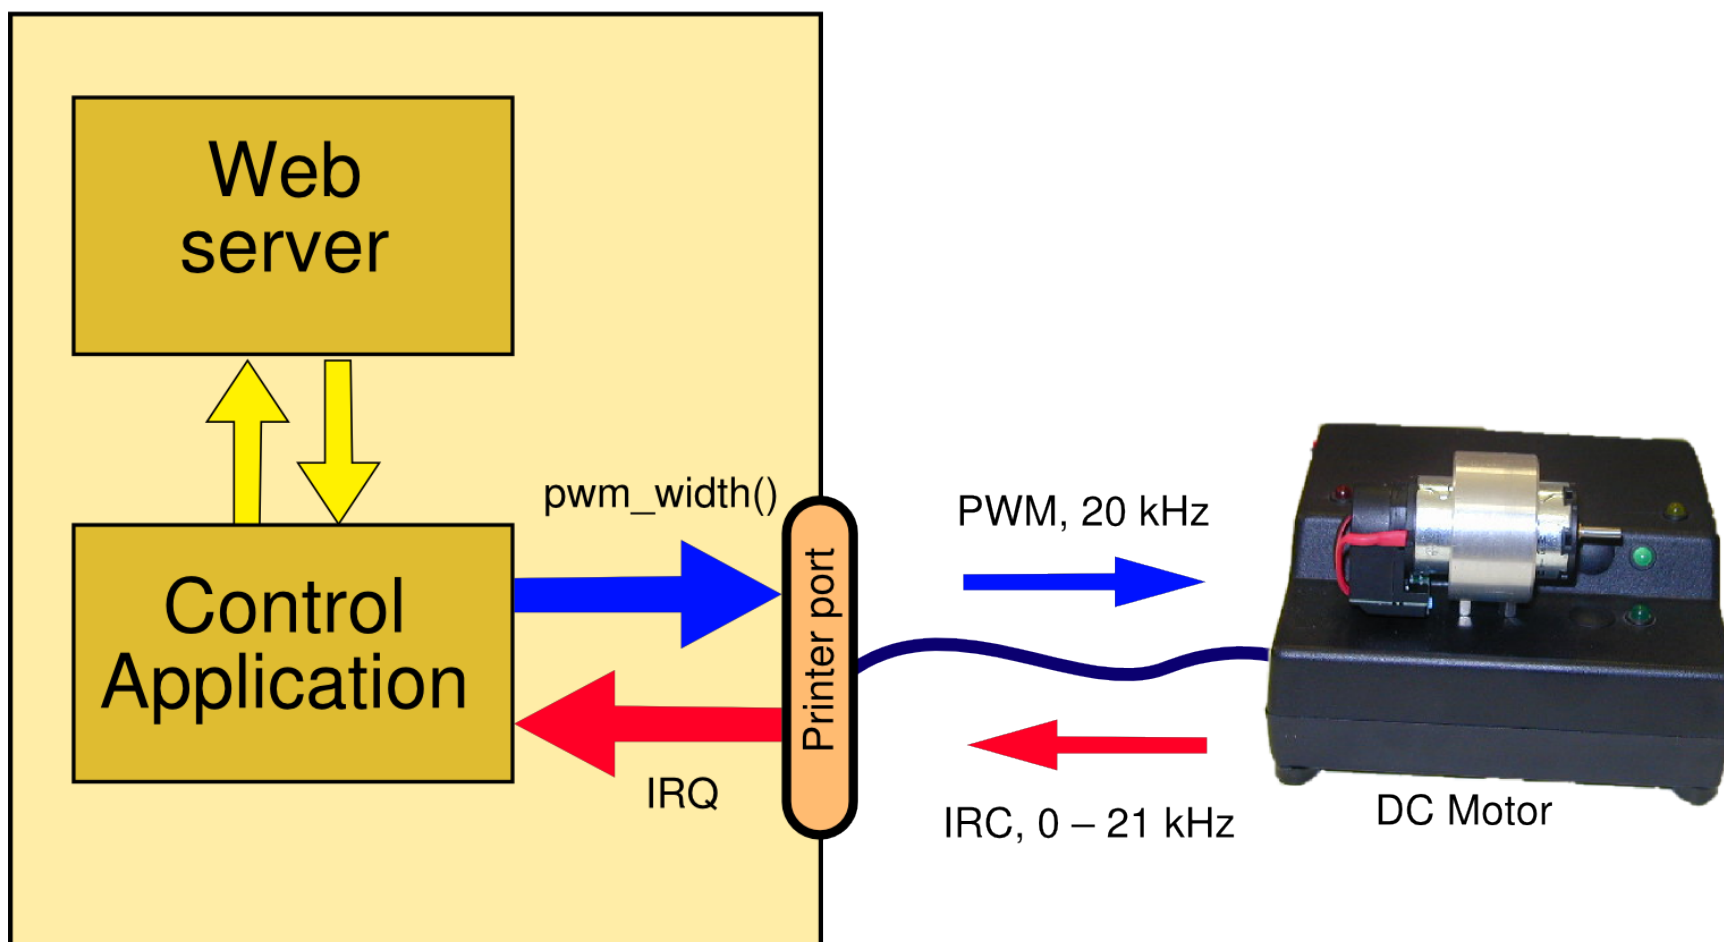 Web
server
pwm_width()
PWM, 20 kHz
Control
Application
Printer port
IRQ
IRC, 0 – 21 kHz
DC Motor